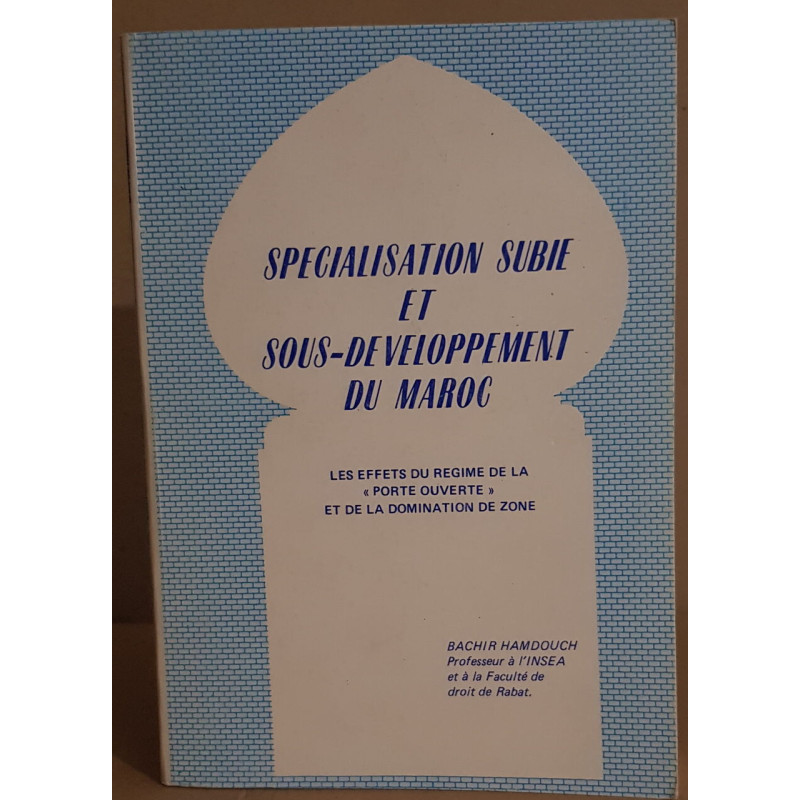 SPECIALISATION SUBIE
ET
SOUS-DEVELOPPEMENT
DU MAROC
LES EFFETS DU REGIME DE LA
« PORTE OUVERTE »
ET DE LA DOMINATION DE ZONE
BACHIR HAMDOUCH
Professeur à l'INSEA
et à la Faculté de
droit de Rabat.